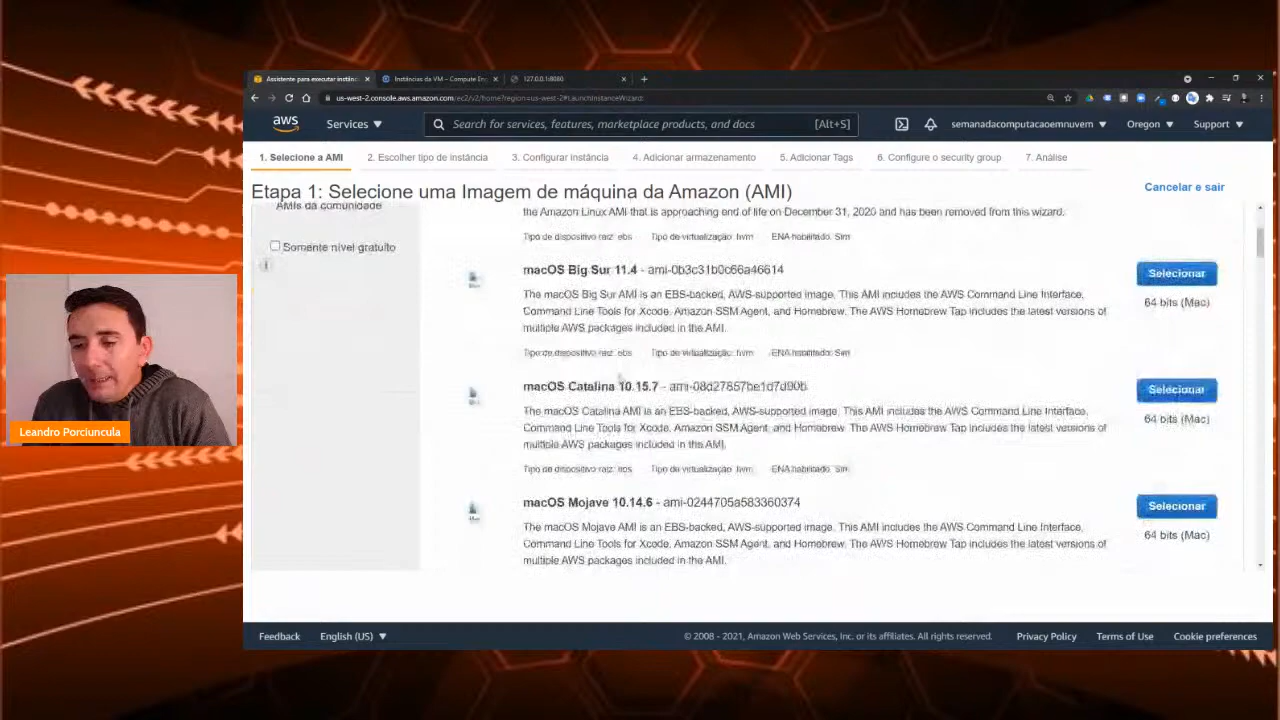 Assistente para executar instânc
Instâncias da VM – Compute En
127.0.0.1:8080
us-west-2.console.aws.amazon.com/ec2/v2/home?region=us-west-2#LaunchInstanceWizard:
aws
Services
Search for services, features, marketplace products, and docs
[Alt+S]
semanadacomputacaoemnuvem
Oregon
Support
1. Selecione a AMI
2. Escolher tipo de instância
3. Configurar instância
4. Adicionar armazenamento
5. Adicionar Tags
6. Configure o security group
7. Análise
Etapa 1: Selecione uma Imagem de máquina da Amazon (AMI)
Cancelar e sair
AMIs da comunidade
Somente nível gratuito
the Amazon Linux AMI that is approaching end of life on December 31, 2020 and has been removed from this wizard.
Tipo de dispositivo raiz: ebs Tipo de virtualização: hvm ENA habilitado: Sim
macOS Big Sur 11.4 - ami-0b3c31b0c66a46614
Selecionar
64 bits (Mac)
The macOS Big Sur AMI is an EBS-backed, AWS-supported image. This AMI includes the AWS Command Line Interface,
Command Line Tools for Xcode, Amazon SSM Agent, and Homebrew. The AWS Homebrew Tap includes the latest versions of
multiple AWS packages included in the AMI.
Tipo de dispositivo raiz: ebs Tipo de virtualização: hvm ENA habilitado: Sim
macOS Catalina 10.15.7 - ami-08d27857be1d7d90b
Selecionar
64 bits (Mac)
The macOS Catalina AMI is an EBS-backed, AWS-supported image. This AMI includes the AWS Command Line Interface,
Command Line Tools for Xcode, Amazon SSM Agent, and Homebrew. The AWS Homebrew Tap includes the latest versions of
multiple AWS packages included in the AMI.
Tipo de dispositivo raiz: ebs Tipo de virtualização: hvm ENA habilitado: Sim
macOS Mojave 10.14.6 - ami-0244705a583360374
Selecionar
64 bits (Mac)
The macOS Mojave AMI is an EBS-backed, AWS-supported image. This AMI includes the AWS Command Line Interface,
Command Line Tools for Xcode, Amazon SSM Agent, and Homebrew. The AWS Homebrew Tap includes the latest versions of
multiple AWS packages included in the AMI.
Leandro Porciuncula
Feedback
English (US)
© 2008 - 2021, Amazon Web Services, Inc. or its affiliates. All rights reserved.
Privacy Policy
Terms of Use
Cookie preferences